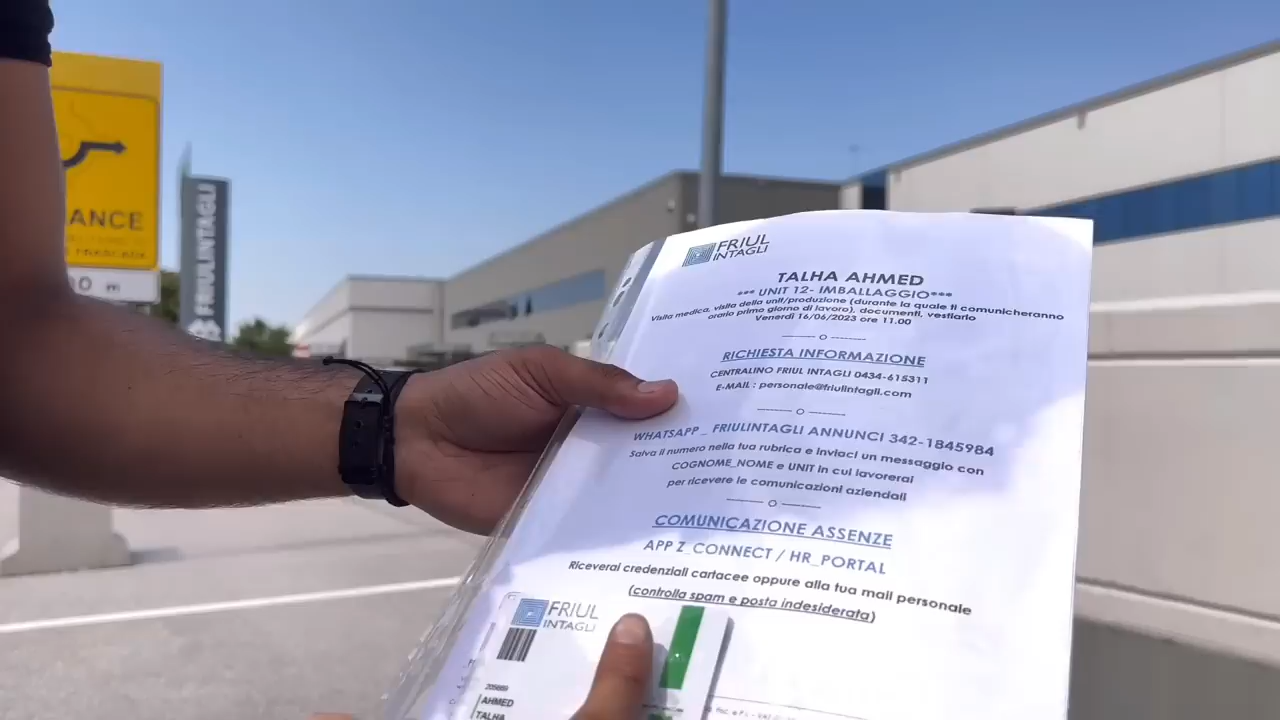 ANCE
m
FRIULINTAGLI
FRIUL
INTAGLI
TALHA AHMED
*** UNIT 12- IMBALLAGGIO***
Visita medica, visita della unit/produzione (durante la quale ti comunicheranno
orario primo giorno di lavoro), documenti, vestiario
Venerdì 16/06/2023 ore 11.00
RICHIESTA INFORMAZIONE
CENTRALINO FRIUL INTAGLI 0434-615311
E-MAIL : personale@friulintagli.com
WHATSAPP_ FRIULINTAGLI ANNUNCI 342-1845984
Salva il numero nella tua rubrica e inviaci un messaggio con
COGNOME_NOME e UNIT in cui lavorerai
per ricevere le comunicazioni aziendali
COMUNICAZIONE ASSENZE
APP Z_CONNECT / HR_PORTAL
Riceverai credenziali cartacee oppure alla tua mail personale
(controlla spam e posta indesiderata)
FRIUL
INTAGLI
AHMED
TALHA